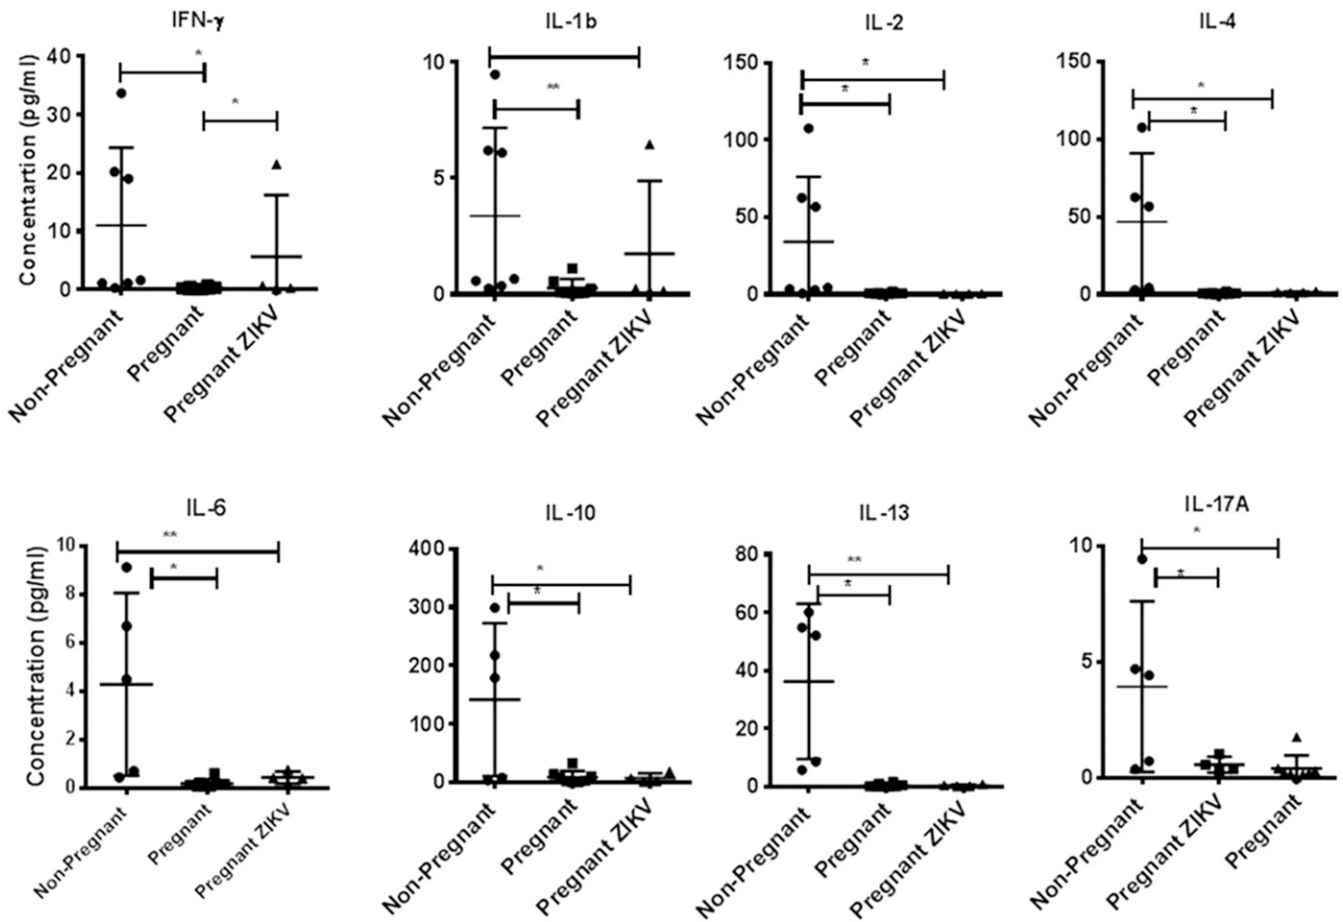 IFN-γ
IL-1b
IL-2
IL-4
Concentartion (pg/ml)
40
30
20
10
0
*
*
Non-Pregnant
Pregnant
Pregnant ZIKV
10
5
0
**
Non-Pregnant
Pregnant
Pregnant ZIKV
150
100
50
0
*
*
Non-Pregnant
Pregnant
Pregnant ZIKV
150
100
50
0
*
*
Non-Pregnant
Pregnant
Pregnant ZIKV
IL-6
IL-10
IL-13
IL-17A
Concentration (pg/ml)
10
8
6
4
2
0
**
*
Non-Pregnant
Pregnant
Pregnant ZIKV
400
300
200
100
0
*
*
Non-Pregnant
Pregnant
Pregnant ZIKV
80
60
40
20
0
**
*
Non-Pregnant
Pregnant
Pregnant ZIKV
10
5
0
*
*
Non-Pregnant
Pregnant ZIKV
Pregnant